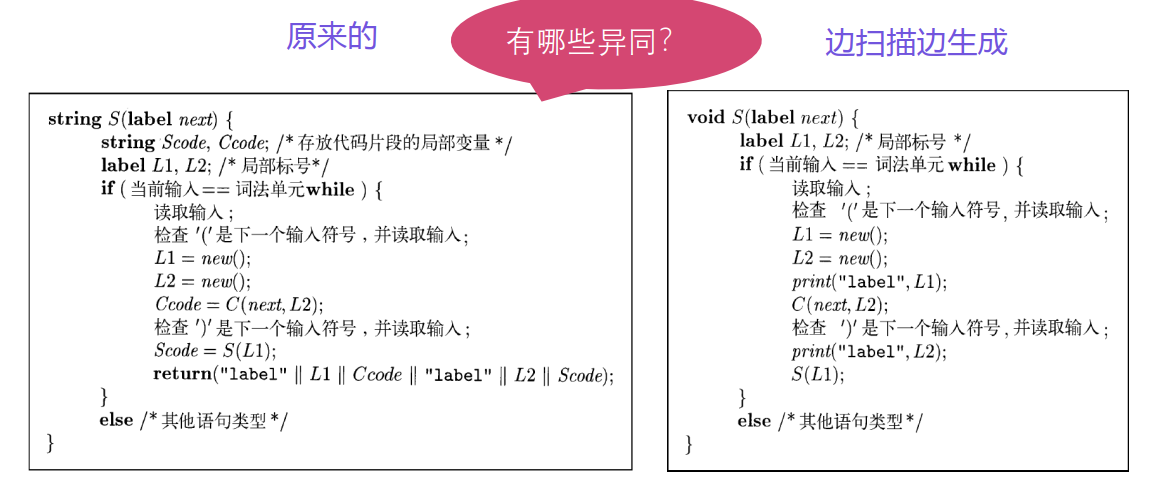 原来的
有哪些异同？
边扫描边生成
string S(label next) {
string Scode, Ccode; /* 存放代码片段的局部变量 */
label L1, L2; /* 局部标号*/
if ( 当前输入 == 词法单元while ) {
读取输入 ;
检查 '(' 是下一个输入符号 , 并读取输入;
L1 = new();
L2 = new();
Ccode = C(next, L2);
检查 ')' 是下一个输入符号 , 并读取输入;
Scode = S(L1);
return("label" ‖ L1 ‖ Ccode ‖ "label" ‖ L2 ‖ Scode);
}
else /* 其他语句类型 */
}
void S(label next) {
label L1, L2; /* 局部标号 */
if ( 当前输入 == 词法单元 while ) {
读取输入 ;
检查 '(' 是下一个输入符号, 并读取输入 ;
L1 = new();
L2 = new();
print("label", L1);
C(next, L2);
检查 ')' 是下一个输入符号, 并读取输入 ;
print("label", L2);
S(L1);
}
else /* 其他语句类型*/
}